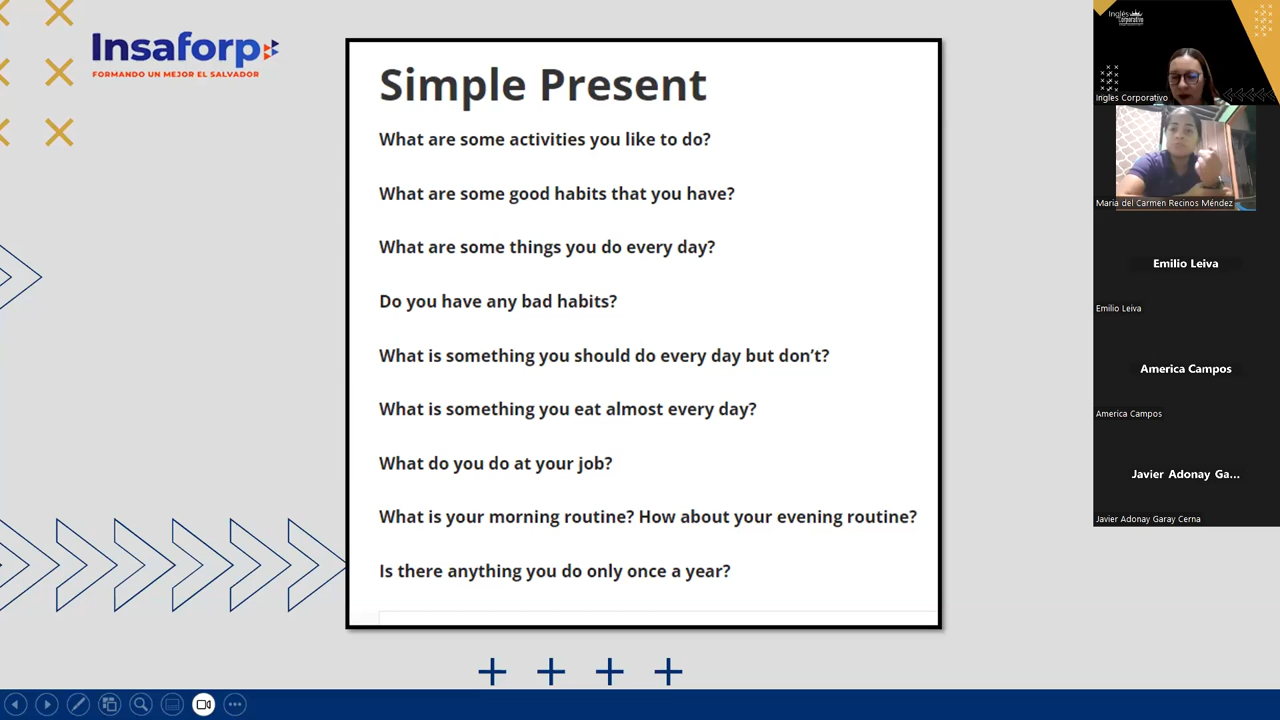 Insaforp
FORMANDO UN MEJOR EL SALVADOR
Simple Present
What are some activities you like to do?
What are some good habits that you have?
What are some things you do every day?
Do you have any bad habits?
What is something you should do every day but don’t?
What is something you eat almost every day?
What do you do at your job?
What is your morning routine? How about your evening routine?
Is there anything you do only once a year?
Inglés
Corporativo
Ingles Corporativo
Maria del Carmen Recinos Méndez
Emilio Leiva
Emilio Leiva
America Campos
America Campos
Javier Adonay Ga...
Javier Adonay Garay Cerna